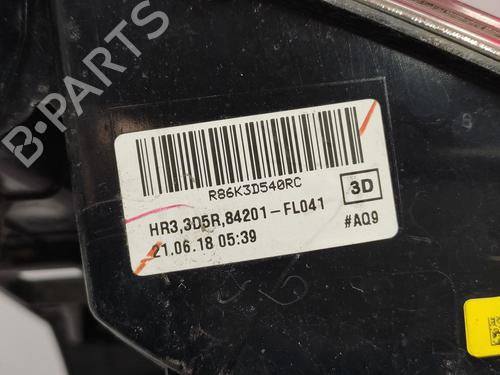 B-PARTS
R86K3D540RC
HR3,3D5R,84201-FL041
3D
21.06.18 05:39
#AQ9